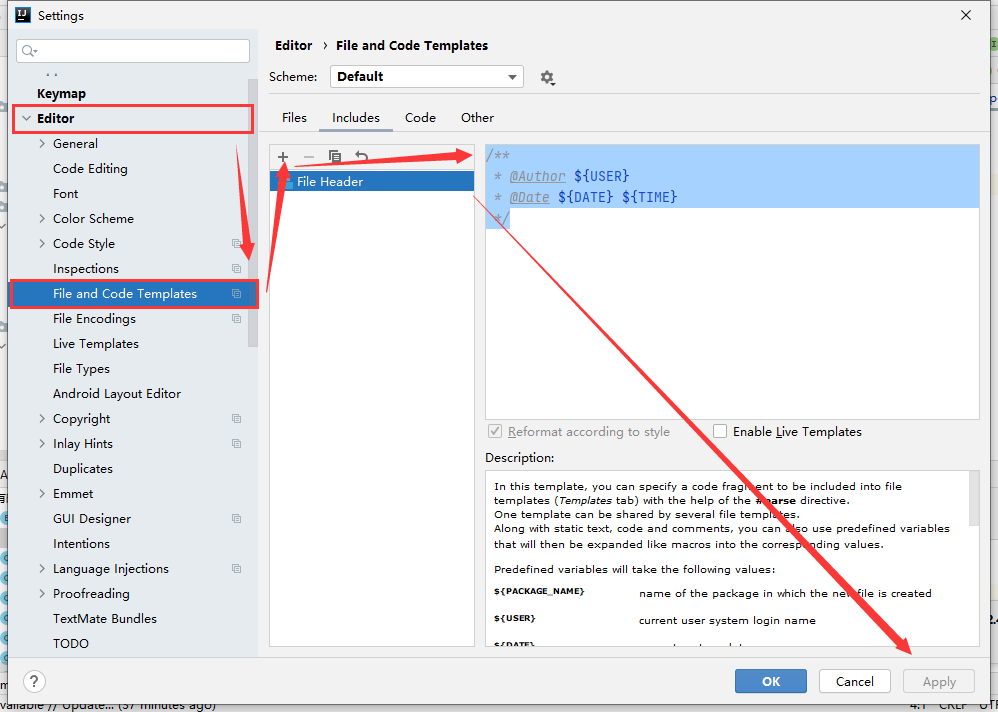 Settings
Keymap
Editor
General
Code Editing
Font
Color Scheme
Code Style
Inspections
File and Code Templates
File Encodings
Live Templates
File Types
Android Layout Editor
Copyright
Inlay Hints
Duplicates
Emmet
GUI Designer
Intentions
Language Injections
Proofreading
TextMate Bundles
TODO
Editor › File and Code Templates
Scheme: Default
Files Includes Code Other
File Header
/**
* @Author ${USER}
* @Date ${DATE} ${TIME}
*/
Reformat according to style Enable Live Templates
Description:
In this template, you can specify a code fragment to be included into file
templates (Templates tab) with the help of the #parse directive.
One template can be shared by several file templates.
Along with static text, code and comments, you can also use predefined variables
that will then be expanded like macros into the corresponding values.
Predefined variables will take the following values:
${PACKAGE_NAME} name of the package in which the new file is created
${USER} current user system login name
${DATE}
? OK Cancel Apply
vailable // Update... (37 minutes ago) 4:1 CRLF UTF